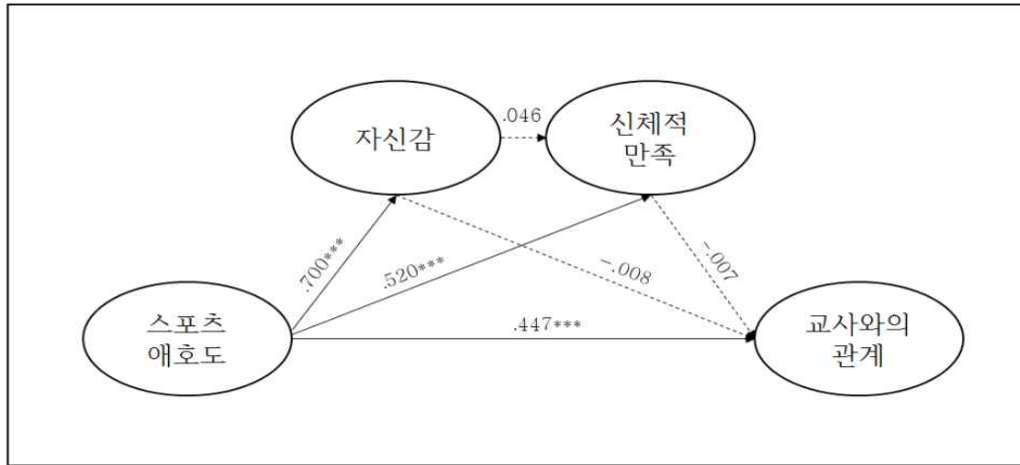 자신감
.046
신체적
만족
.700***
.520***
-.008
-.007
스포츠
애호도
.447***
교사와의
관계